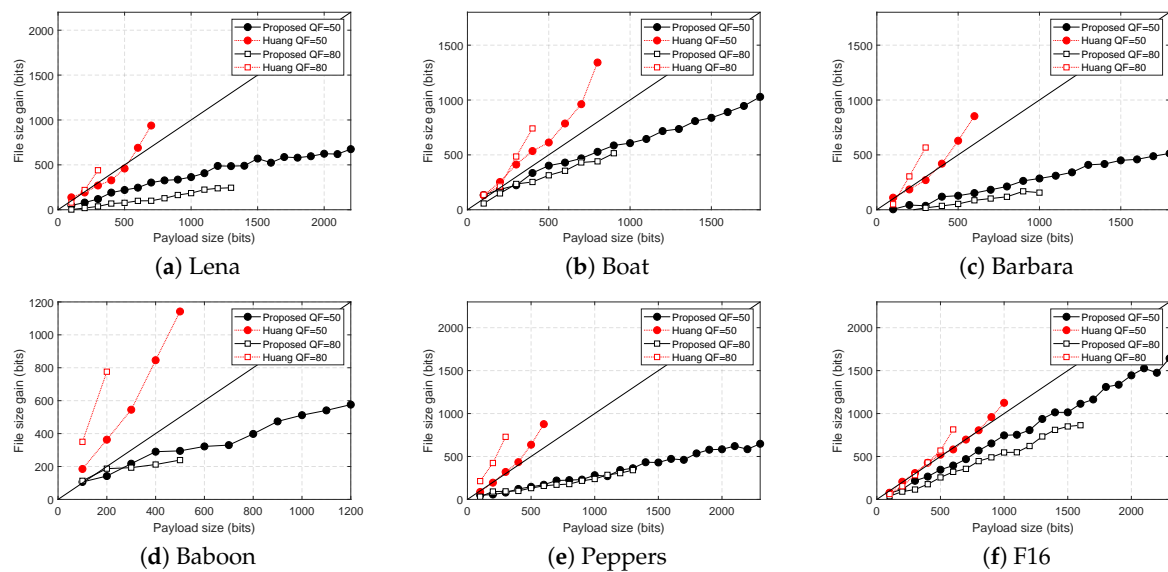 2200
2000
1500
1000
500
0
0 500 1000 1500 2000
File size gain (bits)
Payload size (bits)
Proposed QF=50
Huang QF=50
Proposed QF=80
Huang QF=80
(a) Lena
1500
1000
500
0
0 500 1000 1500
File size gain (bits)
Payload size (bits)
Proposed QF=50
Huang QF=50
Proposed QF=80
Huang QF=80
(b) Boat
1500
1000
500
0
0 500 1000 1500
File size gain (bits)
Payload size (bits)
Proposed QF=50
Huang QF=50
Proposed QF=80
Huang QF=80
(c) Barbara
1200
1000
800
600
400
200
0
0 200 400 600 800 1000 1200
File size gain (bits)
Payload size (bits)
Proposed QF=50
Huang QF=50
Proposed QF=80
Huang QF=80
(d) Baboon
2000
1500
1000
500
0
0 500 1000 1500 2000
File size gain (bits)
Payload size (bits)
Proposed QF=50
Huang QF=50
Proposed QF=80
Huang QF=80
(e) Peppers
2000
1500
1000
500
0
0 500 1000 1500 2000
File size gain (bits)
Payload size (bits)
Proposed QF=50
Huang QF=50
Proposed QF=80
Huang QF=80
(f) F16